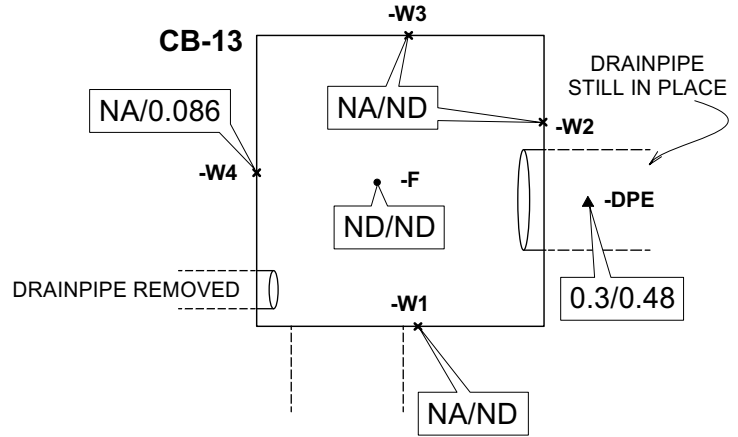 -W3
CB-13
DRAINPIPE
STILL IN PLACE
NA/0.086
NA/ND
-W2
-W4
-F
-DPE
ND/ND
DRAINPIPE REMOVED
0.3/0.48
-W1
NA/ND